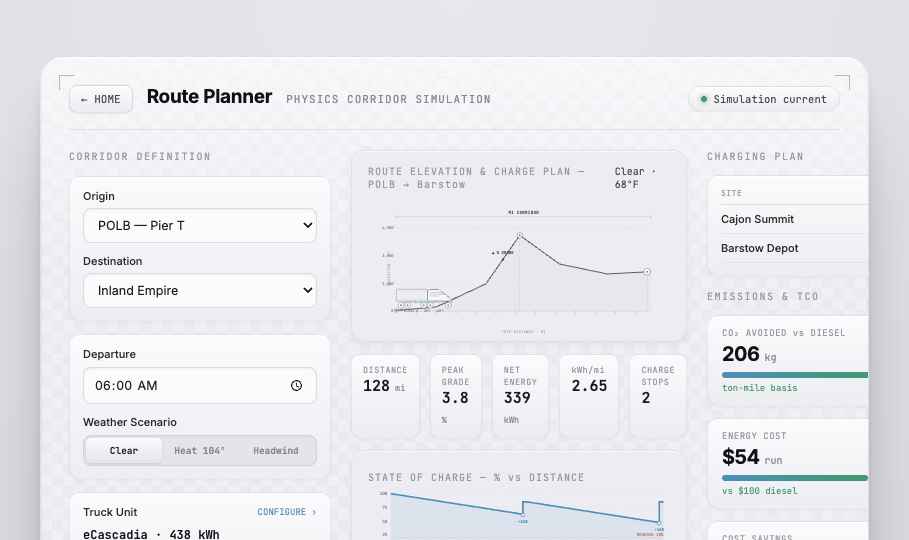 ← HOME
Route Planner
PHYSICS CORRIDOR SIMULATION
Simulation current
CORRIDOR DEFINITION
Origin
POLB — Pier T
Destination
Inland Empire
Departure
06:00 AM
Weather Scenario
Clear
Heat 104°
Headwind
Truck Unit
CONFIGURE ›
eCascadia · 438 kWh
ROUTE ELEVATION & CHARGE PLAN —
POLB → Barstow
Clear ·
68°F
DISTANCE
128 mi
PEAK
GRADE
3.8
%
NET
ENERGY
339
kWh
kWh/mi
2.65
CHARGE
STOPS
2
STATE OF CHARGE — % vs DISTANCE
100
75
50
25
CHARGING PLAN
SITE
Cajon Summit
Barstow Depot
EMISSIONS & TCO
CO₂ AVOIDED vs DIESEL
206 kg
ton-mile basis
ENERGY COST
$54 run
vs $100 diesel
COST SAVINGS